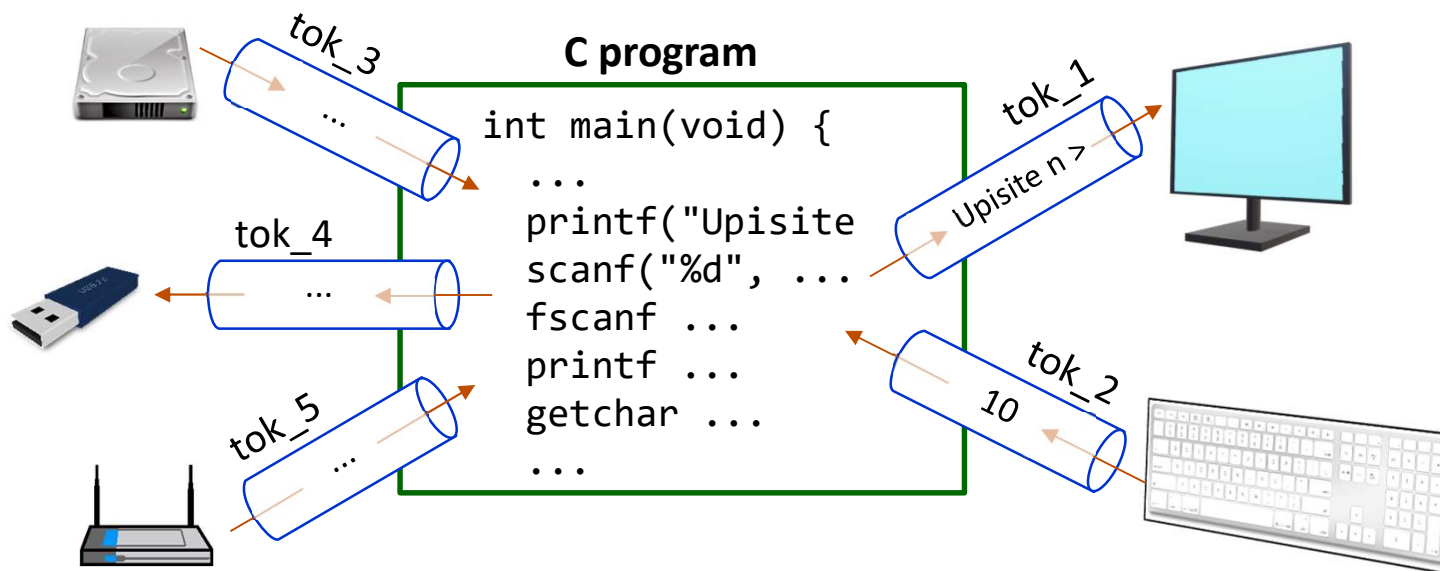 C program
tok_3
...
int main(void) {
...
printf("Upisite
scanf("%d", ...
fscanf ...
printf ...
getchar ...
...
tok_1
Upisite n >
tok_4
...
tok_2
10
tok_5
...